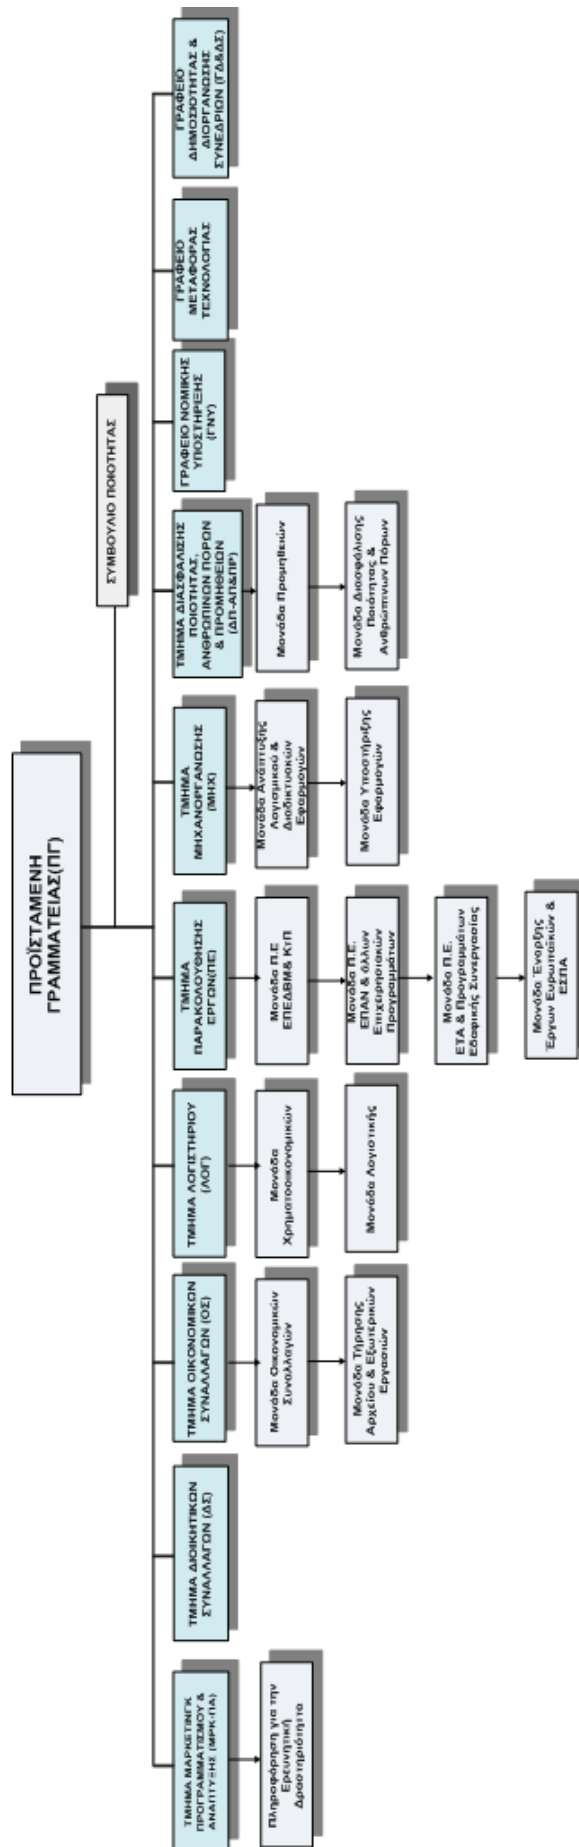 ΠΡΟΪΣΤΑΜΕΝΗ
ΓΡΑΜΜΑΤΕΙΑΣ(ΠΓ)
ΣΥΜΒΟΥΛΙΟ ΠΟΙΟΤΗΤΑΣ
ΤΜΗΜΑ ΜΑΡΚΕΤΙΝΓΚ
ΠΡΟΓΡΑΜΜΑΤΙΣΜΟΥ &
ΑΝΑΠΤΥΞΗΣ (ΜΡΚ-ΠΑ)
ΤΜΗΜΑ ΔΙΟΙΚΗΤΙΚΩΝ
ΣΥΝΑΛΛΑΓΩΝ (ΔΣ)
ΤΜΗΜΑ ΟΙΚΟΝΟΜΙΚΩΝ
ΣΥΝΑΛΛΑΓΩΝ (ΟΣ)
ΤΜΗΜΑ ΛΟΓΙΣΤΗΡΙΟΥ
(ΛΟΓ)
ΤΜΗΜΑ
ΠΑΡΑΚΟΛΟΥΘΗΣΗΣ
ΕΡΓΩΝ(ΠΕ)
ΤΜΗΜΑ
ΜΗΧΑΝΟΡΓΑΝΩΣΗΣ
(ΜΗΧ)
ΤΜΗΜΑ ΔΙΑΣΦΑΛΙΣΗΣ
ΠΟΙΟΤΗΤΑΣ,
ΑΝΘΡΩΠΙΝΩΝ ΠΟΡΩΝ
& ΠΡΟΜΗΘΕΙΩΝ
(ΔΠ-ΑΠ&ΠΡ)
ΓΡΑΦΕΙΟ ΝΟΜΙΚΗΣ
ΥΠΟΣΤΗΡΙΞΗΣ
(ΓΝΥ)
ΓΡΑΦΕΙΟ
ΜΕΤΑΦΟΡΑΣ
ΤΕΧΝΟΛΟΓΙΑΣ
ΓΡΑΦΕΙΟ
ΔΗΜΟΣΙΟΤΗΤΑΣ &
ΔΙΟΡΓΑΝΩΣΗΣ
ΣΥΝΕΔΡΙΩΝ (ΓΔ&ΔΣ)
Πληροφόρηση για την
Ερευνητική
Δραστηριότητα
Μονάδα Οικονομικών
Συναλλαγών
Μονάδα
Χρηματοοικονομικών
Μονάδα Π.Ε
ΕΠΕΔΒΜ& ΚτΠ
Μονάδα Ανάπτυξης
Λογισμικού &
Διαδικτυακών
Εφαρμογών
Μονάδα Προμηθειών
Μονάδα Τήρησης
Αρχείου & Εξωτερικών
Εργασιών
Μονάδα Λογιστικής
Μονάδα Π.Ε.
ΕΠΑΝ & άλλων
Επιχειρησιακών
Προγραμμάτων
Μονάδα Υποστήριξης
Εφαρμογών
Μονάδα Διασφάλισης
Ποιότητας &
Ανθρώπινων Πόρων
Μονάδα Π.Ε.
ΕΤΑ & Προγραμμάτων
Εδαφικής Συνεργασίας
Μονάδα Έναρξης
Έργων Ευρωπαϊκών &
ΕΣΠΑ